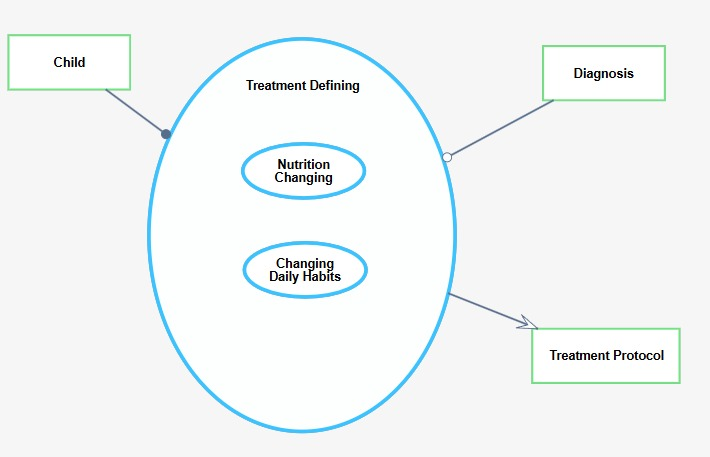 Child
Treatment Defining
Diagnosis
Nutrition
Changing
Changing
Daily Habits
Treatment Protocol